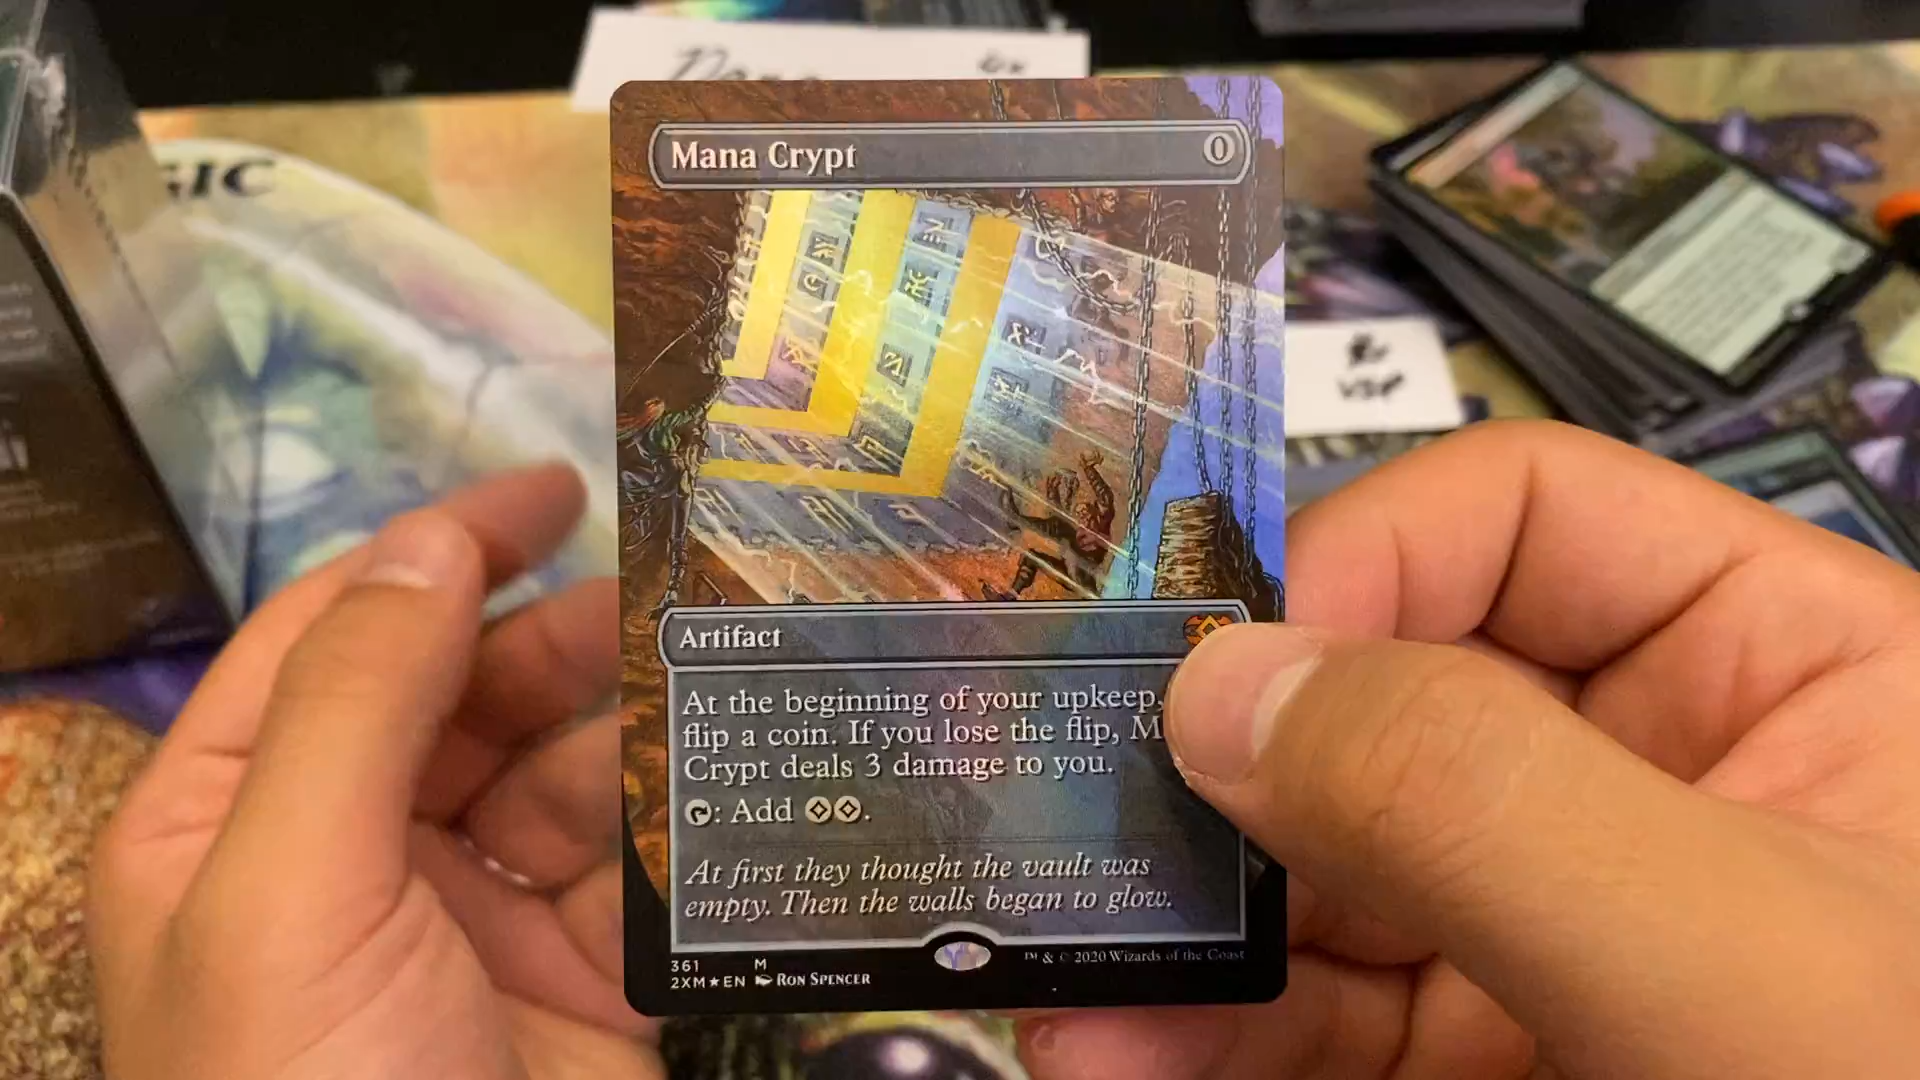 GIC
Mana Crypt 0
Artifact
At the beginning of your upkeep,
flip a coin. If you lose the flip, M
Crypt deals 3 damage to you.
: Add .
At first they thought the vault was
empty. Then the walls began to glow.
361 M
2XM★EN RON SPENCER
™ & © 2020 Wizards of the Coast